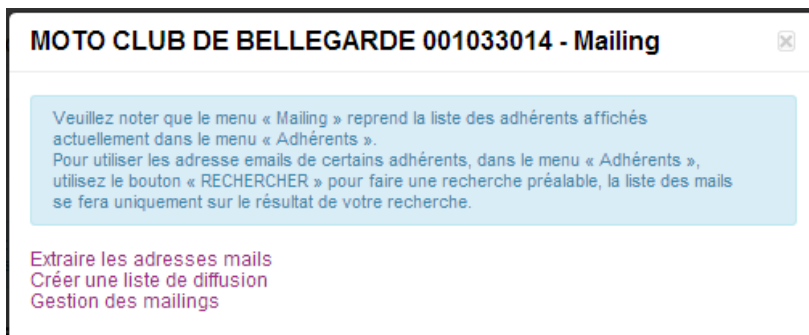 MOTO CLUB DE BELLEGARDE 001033014 - Mailing
Veuillez noter que le menu « Mailing » reprend la liste des adhérents affichés
actuellement dans le menu « Adhérents ».
Pour utiliser les adresse emails de certains adhérents, dans le menu « Adhérents »,
utilisez le bouton « RECHERCHER » pour faire une recherche préalable, la liste des mails
se fera uniquement sur le résultat de votre recherche.
Extraire les adresses mails
Créer une liste de diffusion
Gestion des mailings